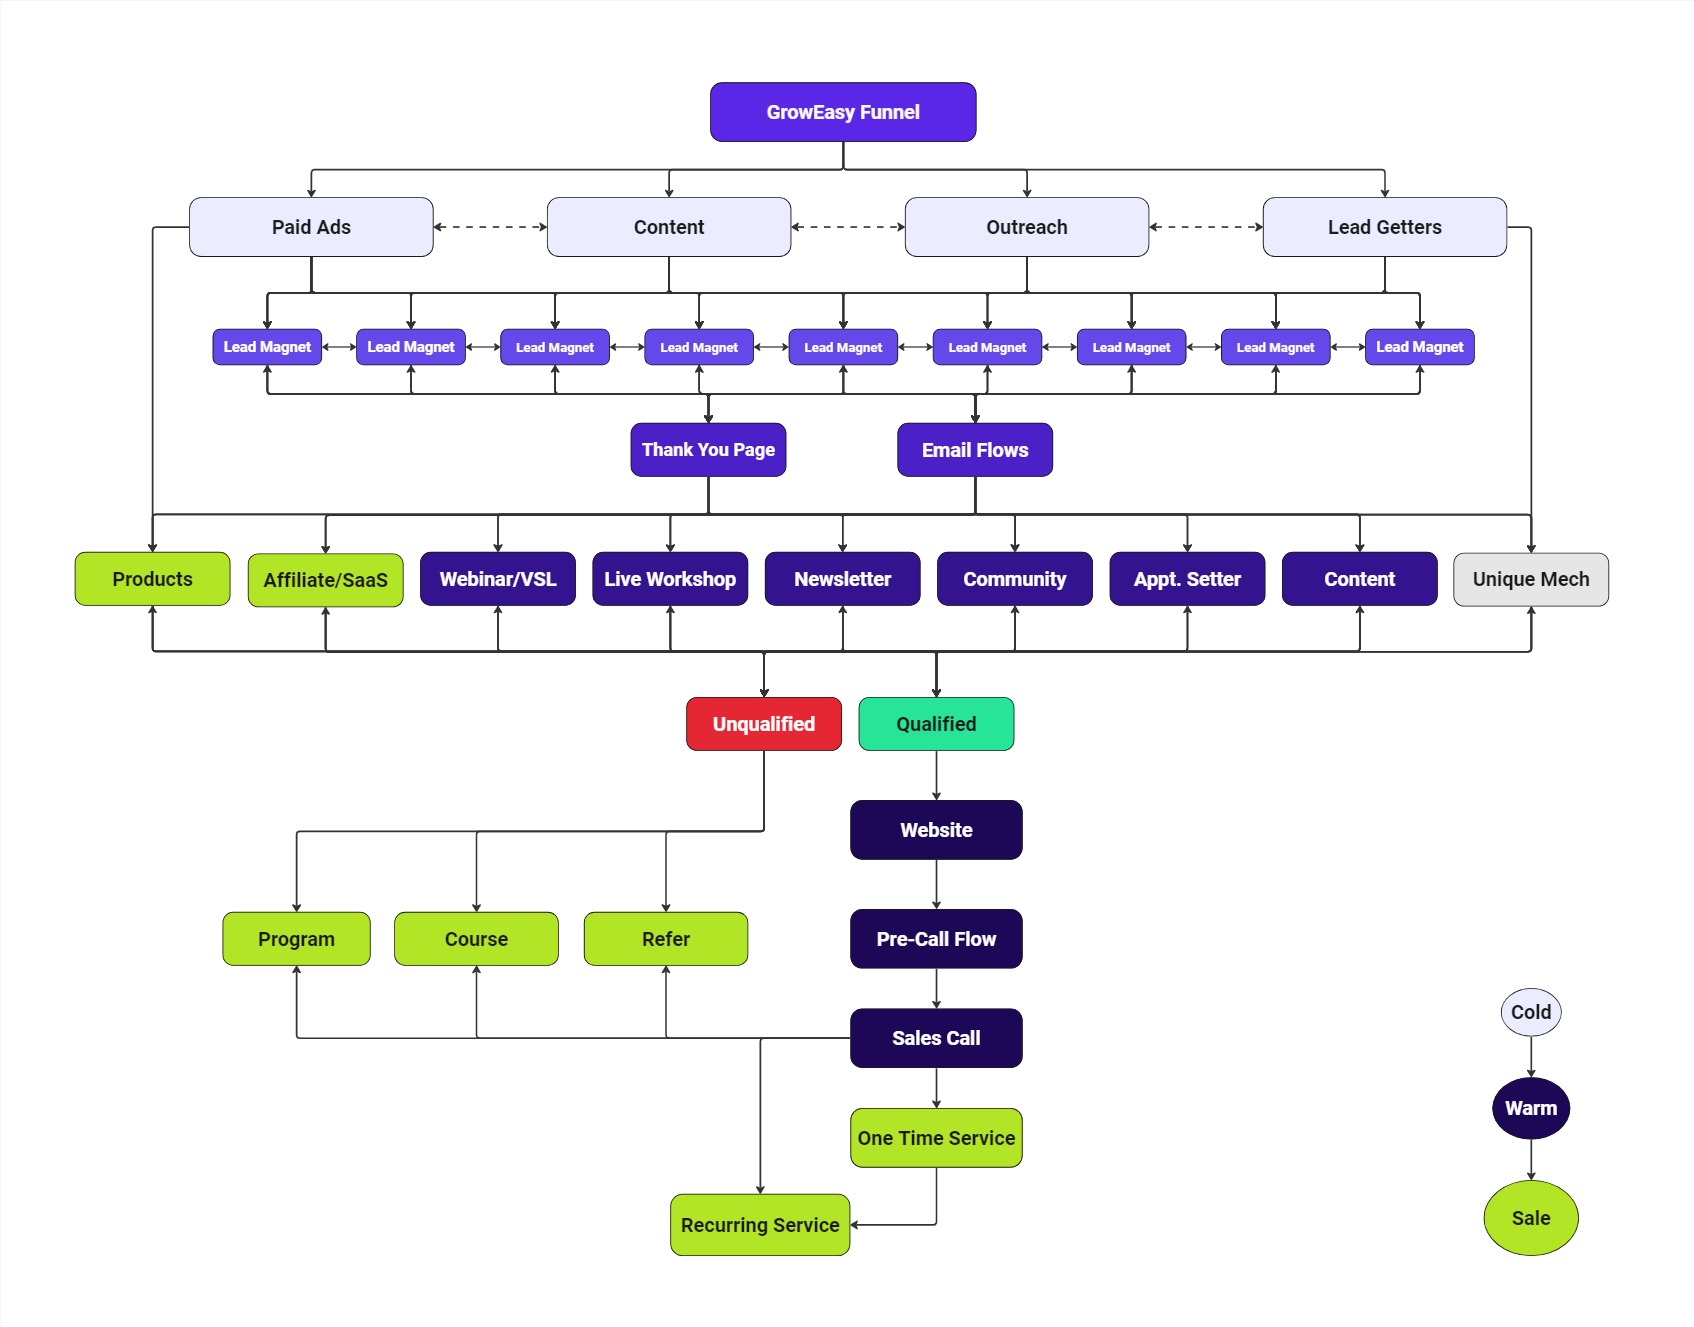 GrowEasy Funnel
Paid Ads
Content
Outreach
Lead Getters
Lead Magnet
Lead Magnet
Lead Magnet
Lead Magnet
Lead Magnet
Lead Magnet
Lead Magnet
Lead Magnet
Lead Magnet
Thank You Page
Email Flows
Products
Affiliate/SaaS
Webinar/VSL
Live Workshop
Newsletter
Community
Appt. Setter
Content
Unique Mech
Unqualified
Qualified
Website
Program
Course
Refer
Pre-Call Flow
Sales Call
One Time Service
Recurring Service
Cold
Warm
Sale